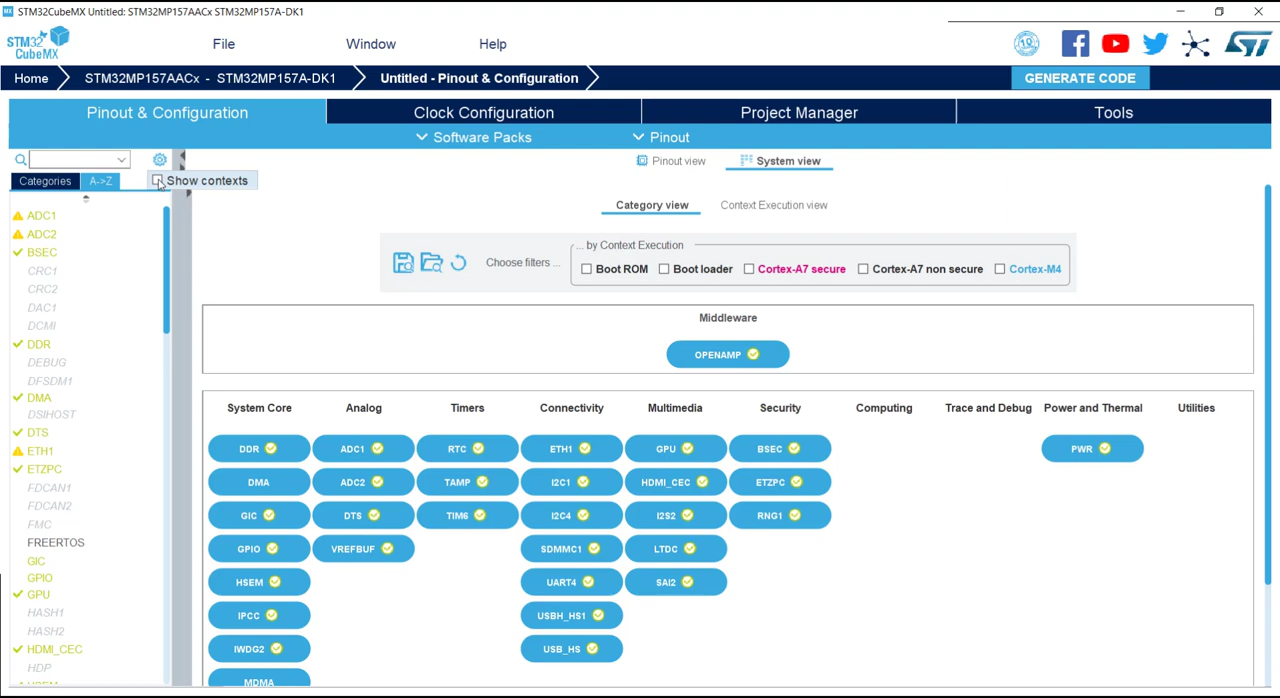 MX STM32CubeMX Untitled: STM32MP157AACx STM32MP157A-DK1
STM32
CubeMX
File Window Help
10
Home STM32MP157AACx - STM32MP157A-DK1 Untitled - Pinout & Configuration GENERATE CODE
Pinout & Configuration Clock Configuration Project Manager Tools
Software Packs Pinout
Pinout view System view
Categories A->Z Show contexts
Category view Context Execution view
ADC1
ADC2
BSEC
CRC1
CRC2
DAC1
DCMI
DDR
DEBUG
DFSDM1
DMA
DSIHOST
DTS
ETH1
ETZPC
FDCAN1
FDCAN2
FMC
FREERTOS
GIC
GPIO
GPU
HASH1
HASH2
HDMI_CEC
HDP
Choose filters ...
... by Context Execution
Boot ROM Boot loader Cortex-A7 secure Cortex-A7 non secure Cortex-M4
Middleware
OPENAMP
System Core Analog Timers Connectivity Multimedia Security Computing Trace and Debug Power and Thermal Utilities
DDR ADC1 RTC ETH1 GPU BSEC PWR
DMA ADC2 TAMP I2C1 HDMI_CEC ETZPC
GIC DTS TIM6 I2C4 I2S2 RNG1
GPIO VREFBUF SDMMC1 LTDC
HSEM UART4 SAI2
IPCC USBH_HS1
IWDG2 USB_HS
MDMA